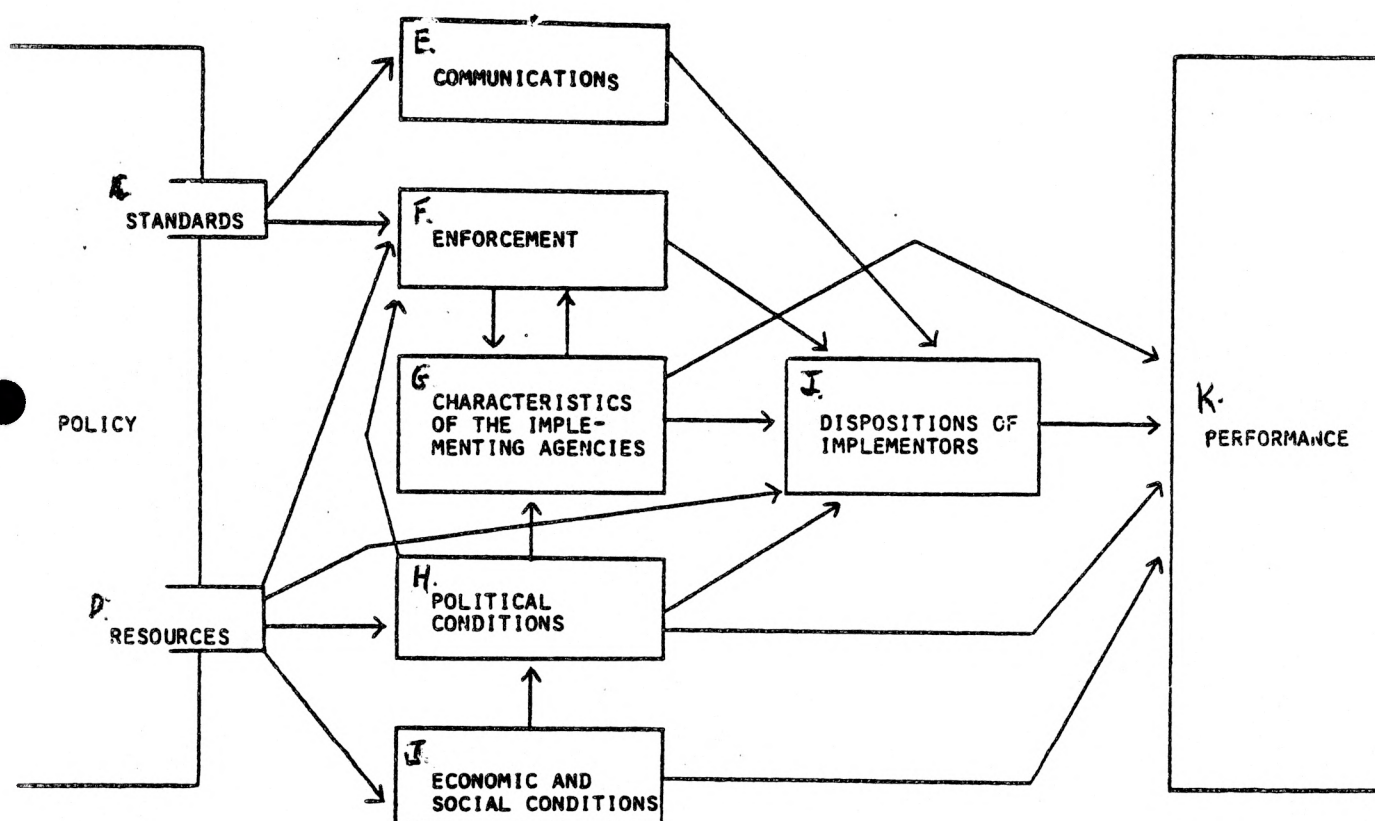 E.
COMMUNICATIONS
STANDARDS
F.
ENFORCEMENT
G
CHARACTERISTICS
OF THE IMPLE-
MENTING AGENCIES
I.
DISPOSITIONS OF
IMPLEMENTORS
K.
PERFORMANCE
POLICY
D.
RESOURCES
H.
POLITICAL
CONDITIONS
ECONOMIC AND
SOCIAL CONDITIONS